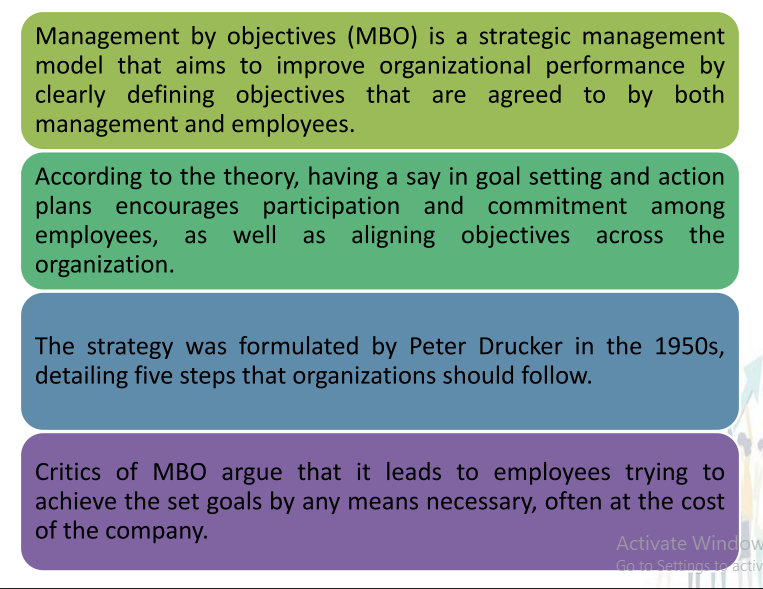 Management by objectives (MBO) is a strategic management
model that aims to improve organizational performance by
clearly defining objectives that are agreed to by both
management and employees.
According to the theory, having a say in goal setting and action
plans encourages participation and commitment among
employees, as well as aligning objectives across the
organization.
The strategy was formulated by Peter Drucker in the 1950s,
detailing five steps that organizations should follow.
Critics of MBO argue that it leads to employees trying to
achieve the set goals by any means necessary, often at the cost
of the company.
Activate Window
Go to Settings to activ